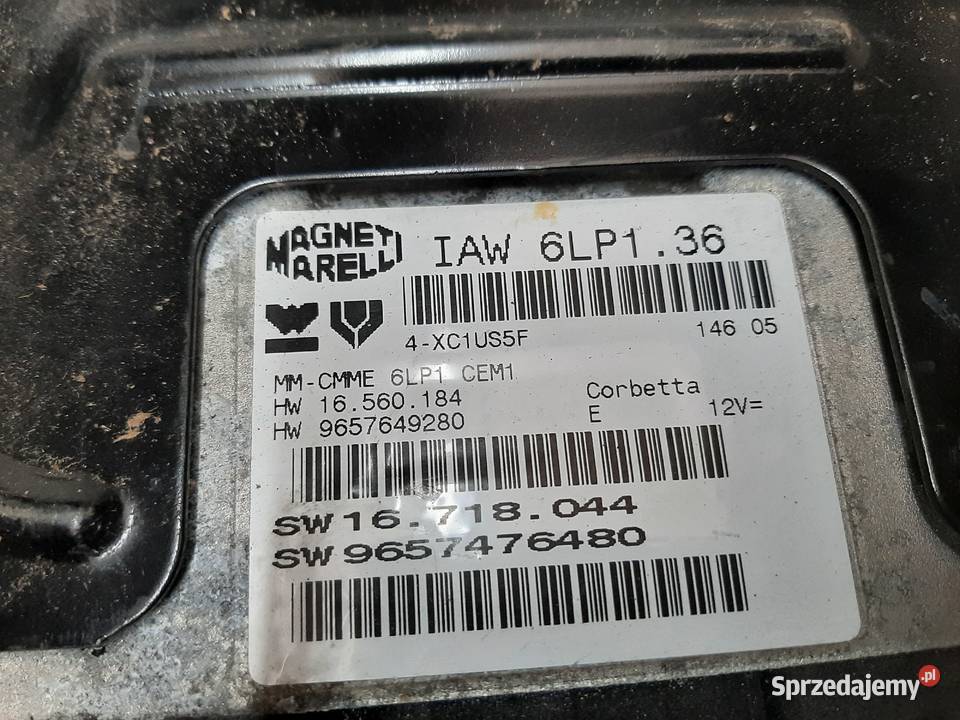 MAGNETI MARELLI IAW 6LP1.36
4-XC1US5F 146 05
MM-CMME 6LP1 CEM1
HW 16.560.184 Corbetta
HW 9657649280 E 12V=
SW 16.718.044
SW 9657476480
Sprzedajemy.pl